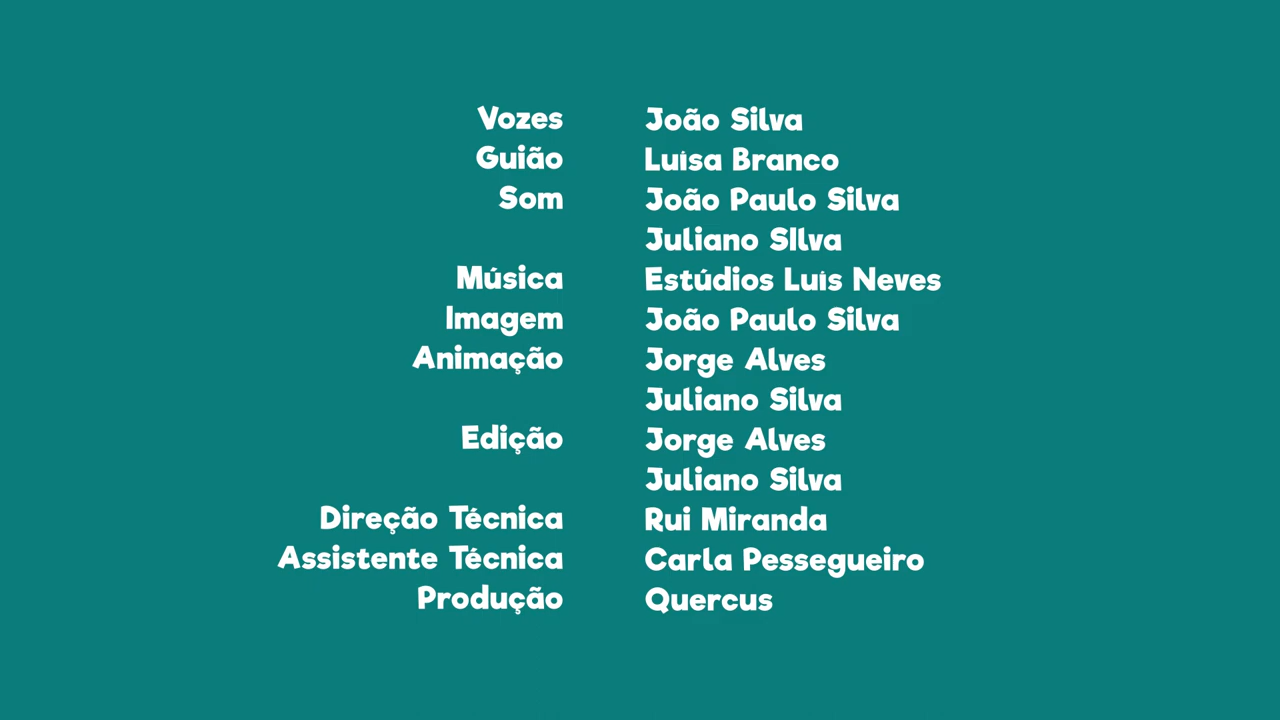 Vozes João Silva
Guião Luísa Branco
Som João Paulo Silva
Juliano SIlva
Música Estúdios Luís Neves
Imagem João Paulo Silva
Animação Jorge Alves
Juliano Silva
Edição Jorge Alves
Juliano Silva
Direção Técnica Rui Miranda
Assistente Técnica Carla Pessegueiro
Produção Quercus